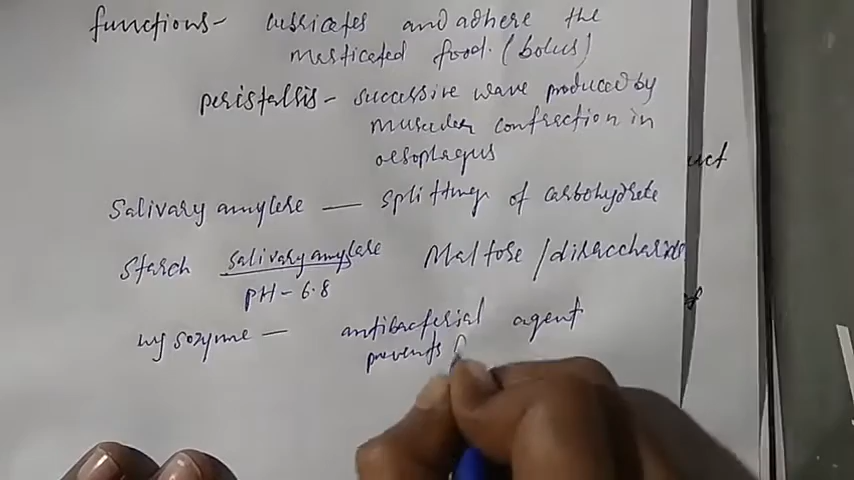 functions- lubricates and adhere the
masticated food. (bolus)
peristalsis - successive wave produced by
muscular contraction in
oesophagus
Salivary amylase — splitting of carbohydrate
Starch salivary amylase Maltose / disaccharide
PH - 6.8
lysozyme — antibacterial agent
prevents